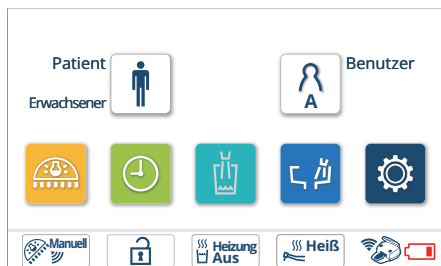 Patient
Benutzer
Erwachsener
A
Manuell
Heizung
Aus
Heiß